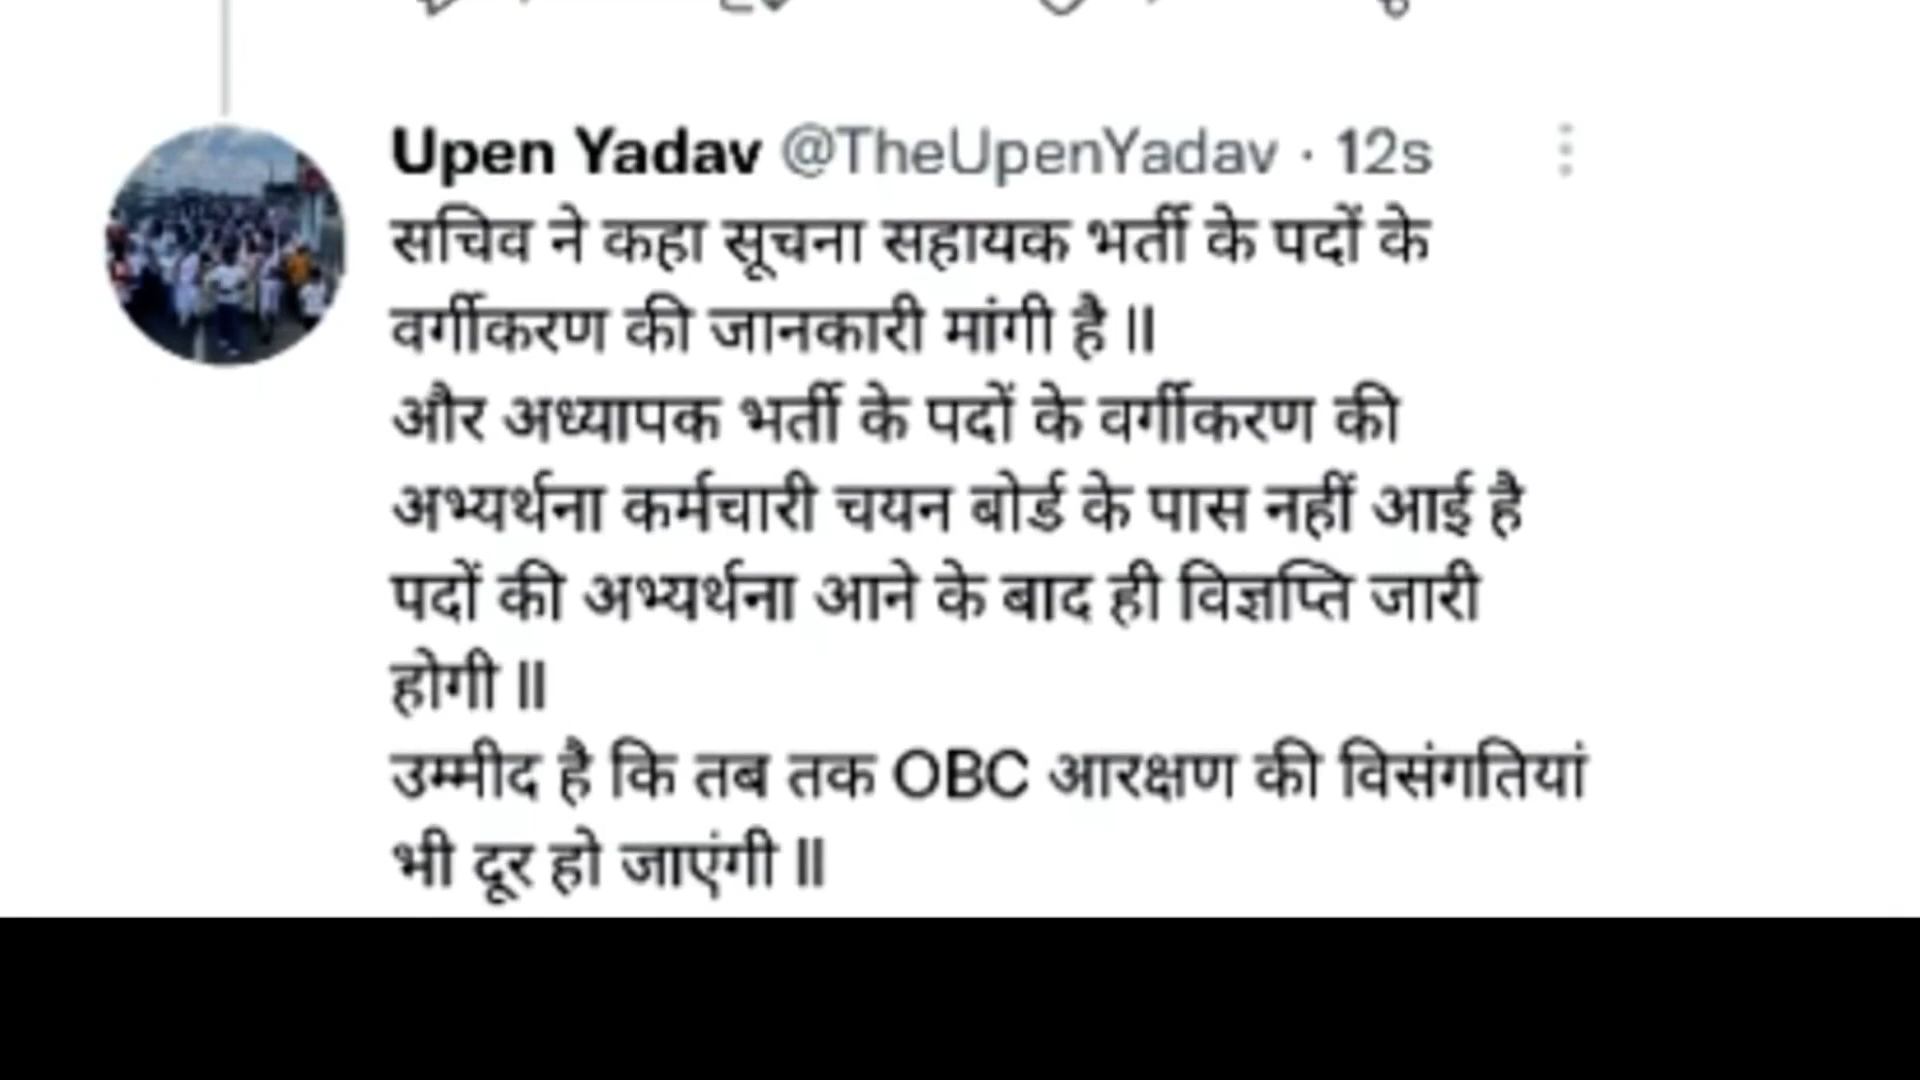 Upen Yadav @TheUpenYadav · 12s
सचिव ने कहा सूचना सहायक भर्ती के पदों के
वर्गीकरण की जानकारी मांगी है ||
और अध्यापक भर्ती के पदों के वर्गीकरण की
अभ्यर्थना कर्मचारी चयन बोर्ड के पास नहीं आई है
पदों की अभ्यर्थना आने के बाद ही विज्ञप्ति जारी
होगी ||
उम्मीद है कि तब तक OBC आरक्षण की विसंगतियां
भी दूर हो जाएंगी ||